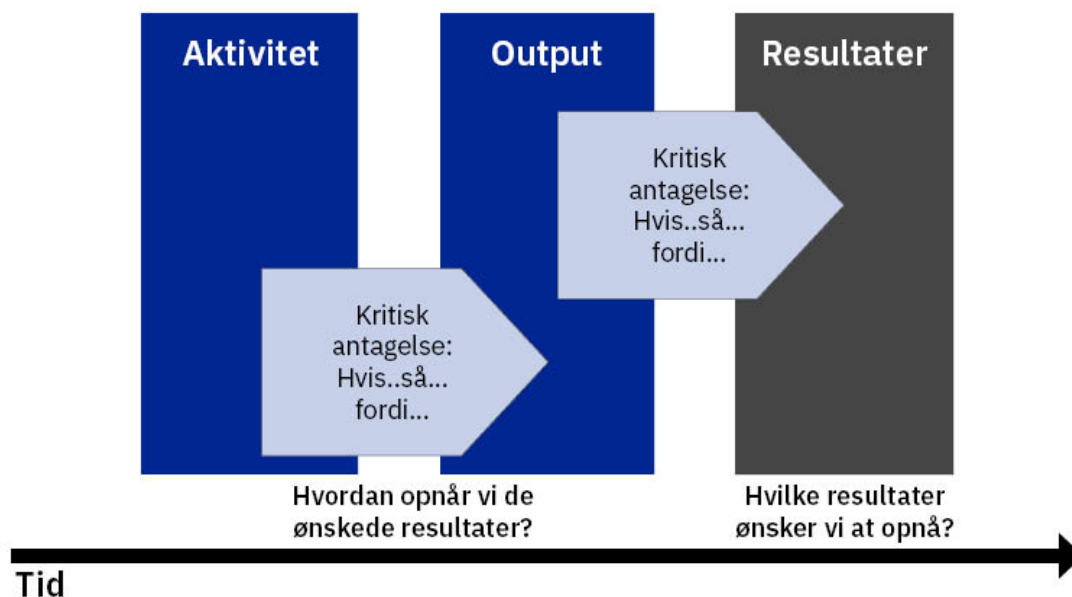 Aktivitet
Output
Resultater
Kritisk
antagelse:
Hvis..så...
fordi...
Kritisk
antagelse:
Hvis..så...
fordi...
Hvordan opnår vi de
ønskede resultater?
Hvilke resultater
ønsker vi at opnå?
Tid